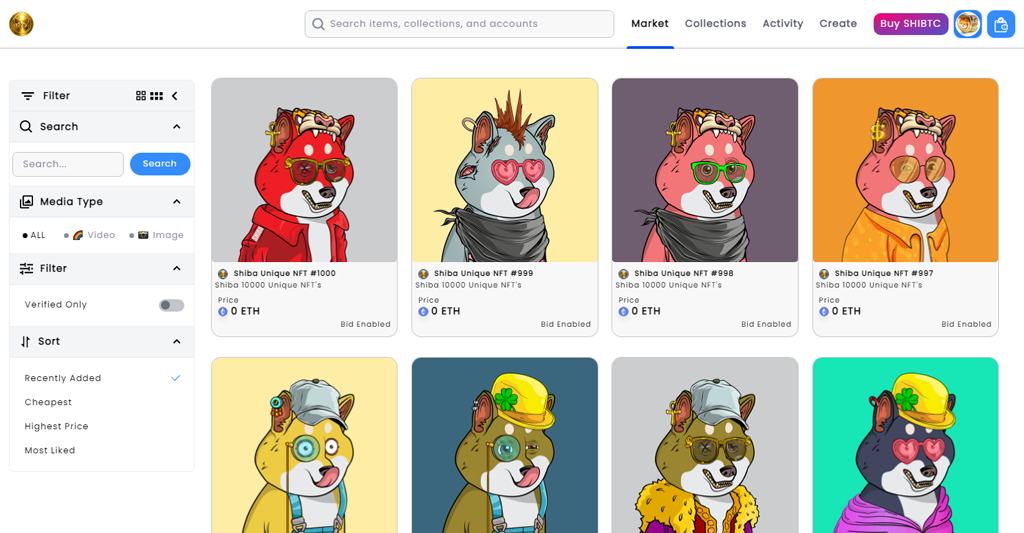 Search items, collections, and accounts
Market
Collections
Activity
Create
Buy SHIBTC
Filter
Search
Search...
Search
Media Type
ALL
Video
Image
Filter
Verified Only
Sort
Recently Added
Cheapest
Highest Price
Most Liked
Shiba Unique NFT #1000
Shiba 10000 Unique NFT's
Price
0 ETH
Bid Enabled
Shiba Unique NFT #999
Shiba 10000 Unique NFT's
Price
0 ETH
Bid Enabled
Shiba Unique NFT #998
Shiba 10000 Unique NFT's
Price
0 ETH
Bid Enabled
Shiba Unique NFT #997
Shiba 10000 Unique NFT's
Price
0 ETH
Bid Enabled